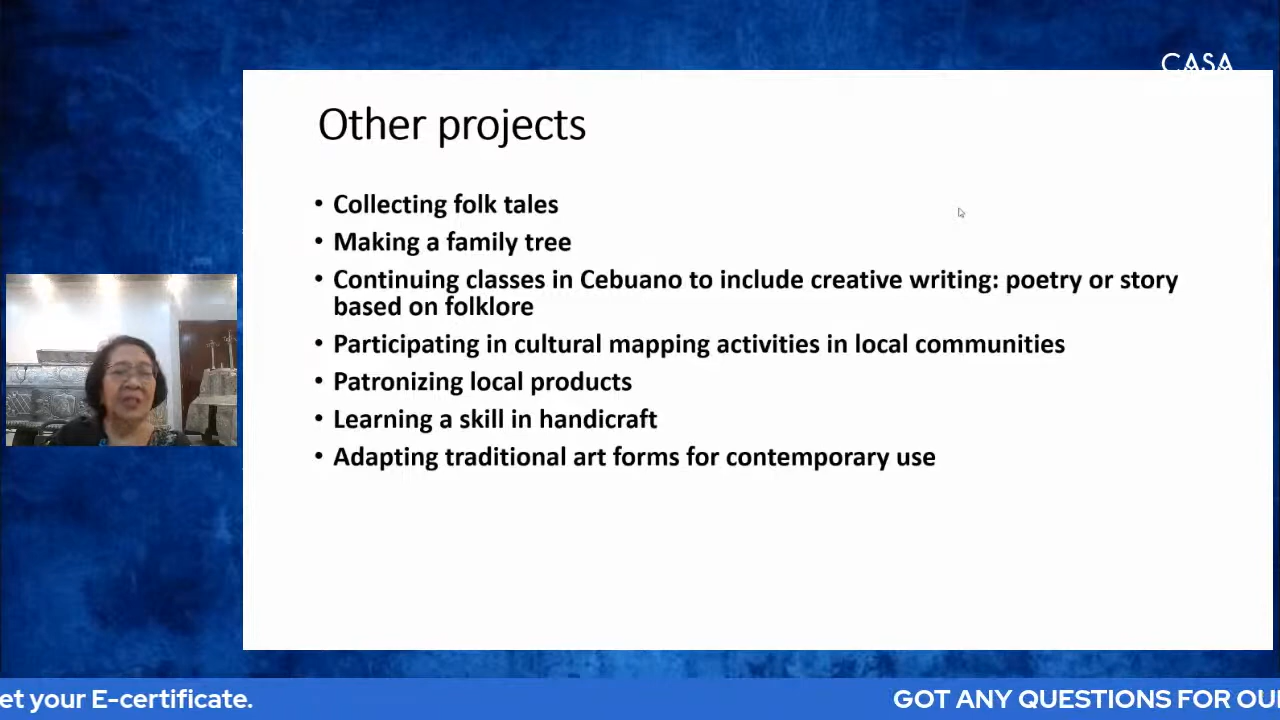 CASA
Other projects
• Collecting folk tales
• Making a family tree
• Continuing classes in Cebuano to include creative writing: poetry or story
based on folklore
• Participating in cultural mapping activities in local communities
• Patronizing local products
• Learning a skill in handicraft
• Adapting traditional art forms for contemporary use
et your E-certificate.
GOT ANY QUESTIONS FOR OU